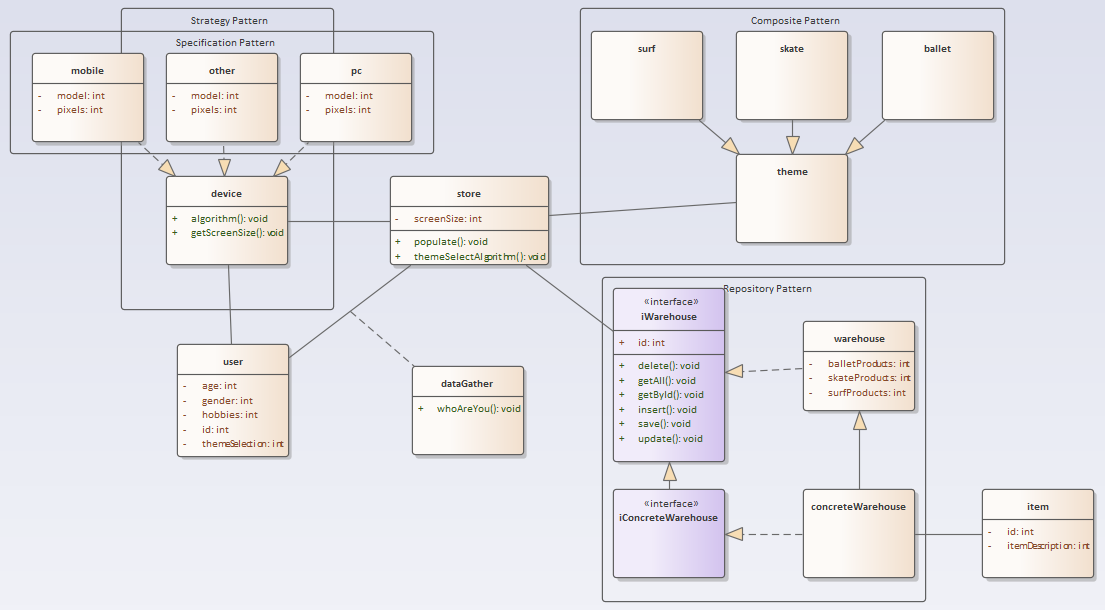 Strategy Pattern
Specification Pattern
mobile
- model: int
- pixels: int
other
- model: int
- pixels: int
pc
- model: int
- pixels: int
device
+ algorithm(): void
+ getScreenSize(): void
store
- screenSize: int
+ populate(): void
+ themeSelectAlgorithm(): void
Composite Pattern
surf
skate
ballet
theme
user
- age: int
- gender: int
- hobbies: int
- id: int
- themeSelection: int
dataGather
+ whoAreYou(): void
Repository Pattern
«interface»
iWarehouse
+ id: int
+ delete(): void
+ getAll(): void
+ getById(): void
+ insert(): void
+ save(): void
+ update(): void
warehouse
- balletProducts: int
- skateProducts: int
- surfProducts: int
«interface»
iConcreteWarehouse
concreteWarehouse
item
- id: int
- itemDescription: int